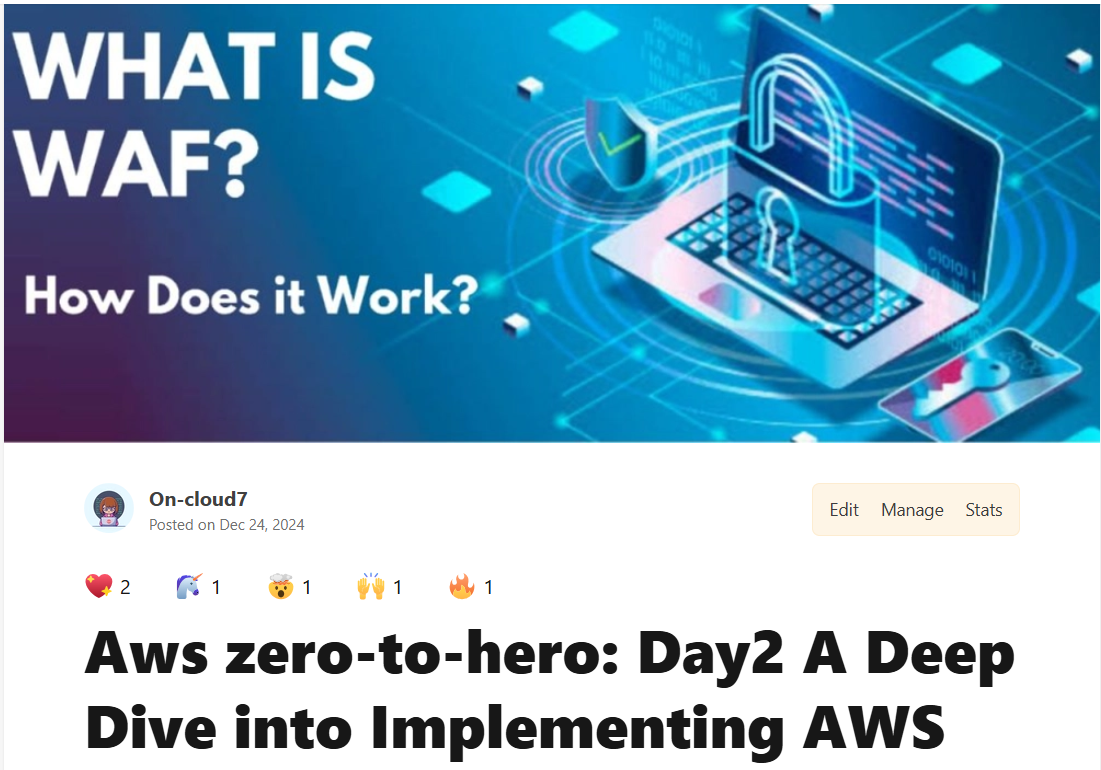 WHAT IS
WAF?
How Does it Work?
On-cloud7
Posted on Dec 24, 2024
Edit Manage Stats
2 1 1 1 1
Aws zero-to-hero: Day2 A Deep
Dive into Implementing AWS